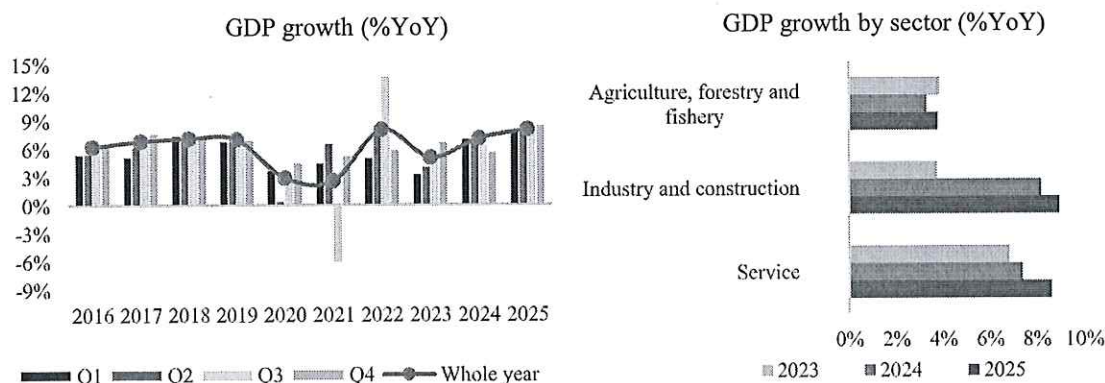 GDP growth (%YoY)
15%
12%
9%
6%
3%
0%
-3%
-6%
-9%
2016 2017 2018 2019 2020 2021 2022 2023 2024 2025
Q1 Q2 Q3 Q4 Whole year
GDP growth by sector (%YoY)
Agriculture, forestry and
fishery
Industry and construction
Service
0% 2% 4% 6% 8% 10%
2023 2024 2025